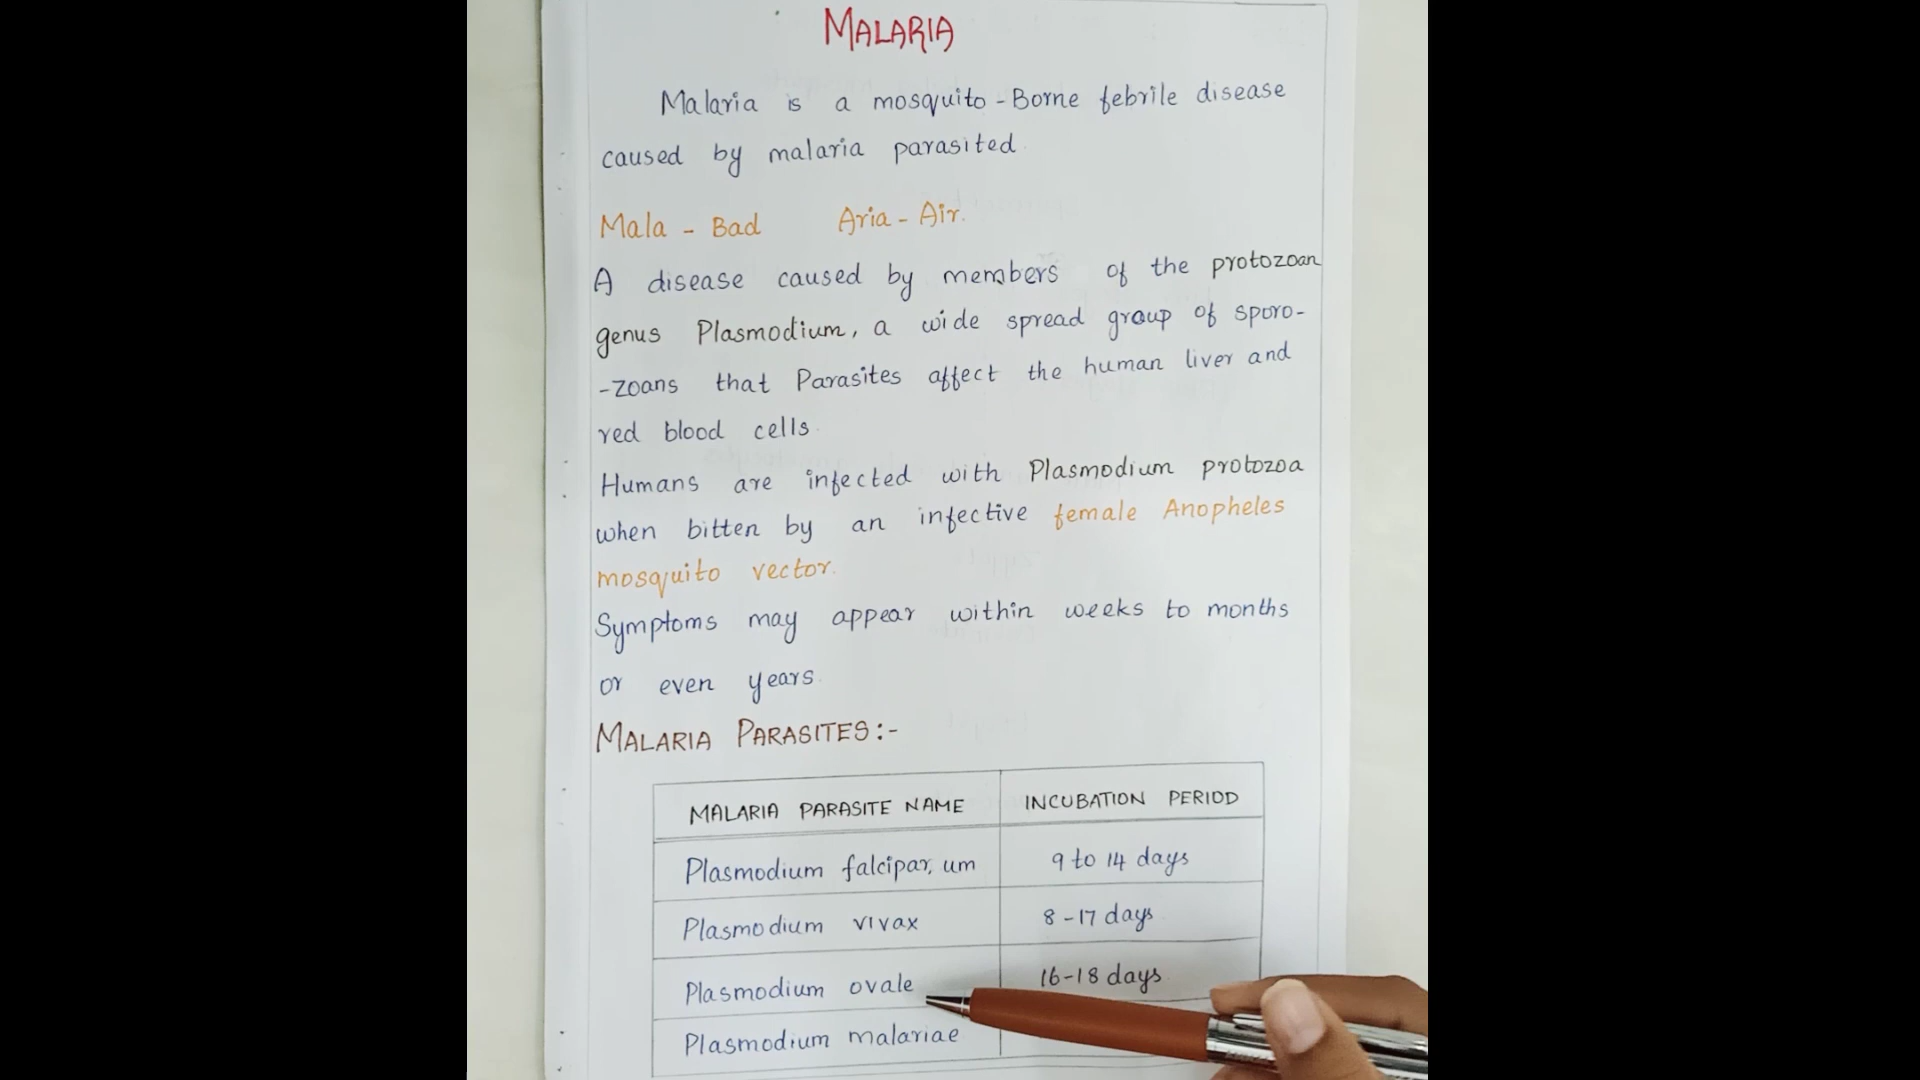 MALARIA
Malaria is a mosquito-Borne febrile disease
caused by malaria parasited
Mala - Bad Aria - Air.
A disease caused by members of the protozoan
genus Plasmodium, a wide spread group of sporo-
-zoans that Parasites affect the human liver and
red blood cells.
Humans are infected with Plasmodium protozoa
when bitten by an infective female Anopheles
mosquito vector.
Symptoms may appear within weeks to months
or even years.
MALARIA PARASITES:-
MALARIA PARASITE NAME INCUBATION PERIOD
Plasmodium falcipar,um 9 to 14 days
Plasmodium vivax 8-17 days
Plasmodium ovale 16-18 days
Plasmodium malariae